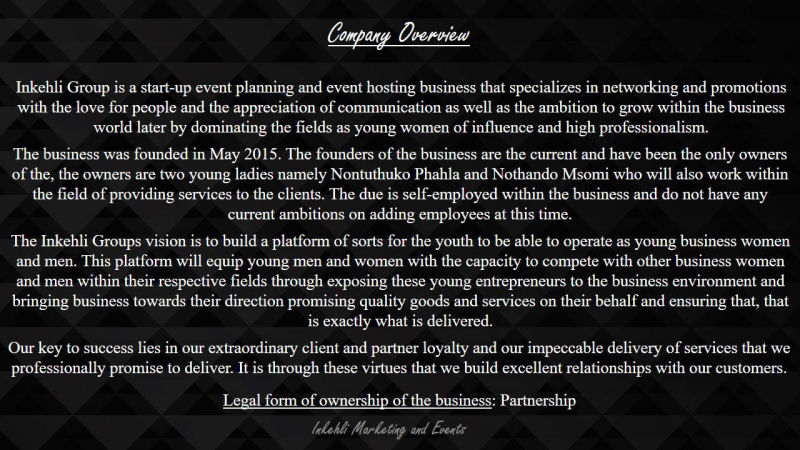 Company Overview
Inkehli Group is a start-up event planning and event hosting business that specializes in networking and promotions
with the love for people and the appreciation of communication as well as the ambition to grow within the business
world later by dominating the fields as young women of influence and high professionalism.
The business was founded in May 2015. The founders of the business are the current and have been the only owners
of the, the owners are two young ladies namely Nontuthuko Phahla and Nothando Msomi who will also work within
the field of providing services to the clients. The due is self-employed within the business and do not have any
current ambitions on adding employees at this time.
The Inkehli Groups vision is to build a platform of sorts for the youth to be able to operate as young business women
and men. This platform will equip young men and women with the capacity to compete with other business women
and men within their respective fields through exposing these young entrepreneurs to the business environment and
bringing business towards their direction promising quality goods and services on their behalf and ensuring that, that
is exactly what is delivered.
Our key to success lies in our extraordinary client and partner loyalty and our impeccable delivery of services that we
professionally promise to deliver. It is through these virtues that we build excellent relationships with our customers.
Legal form of ownership of the business: Partnership
Inkehli Marketing and Events